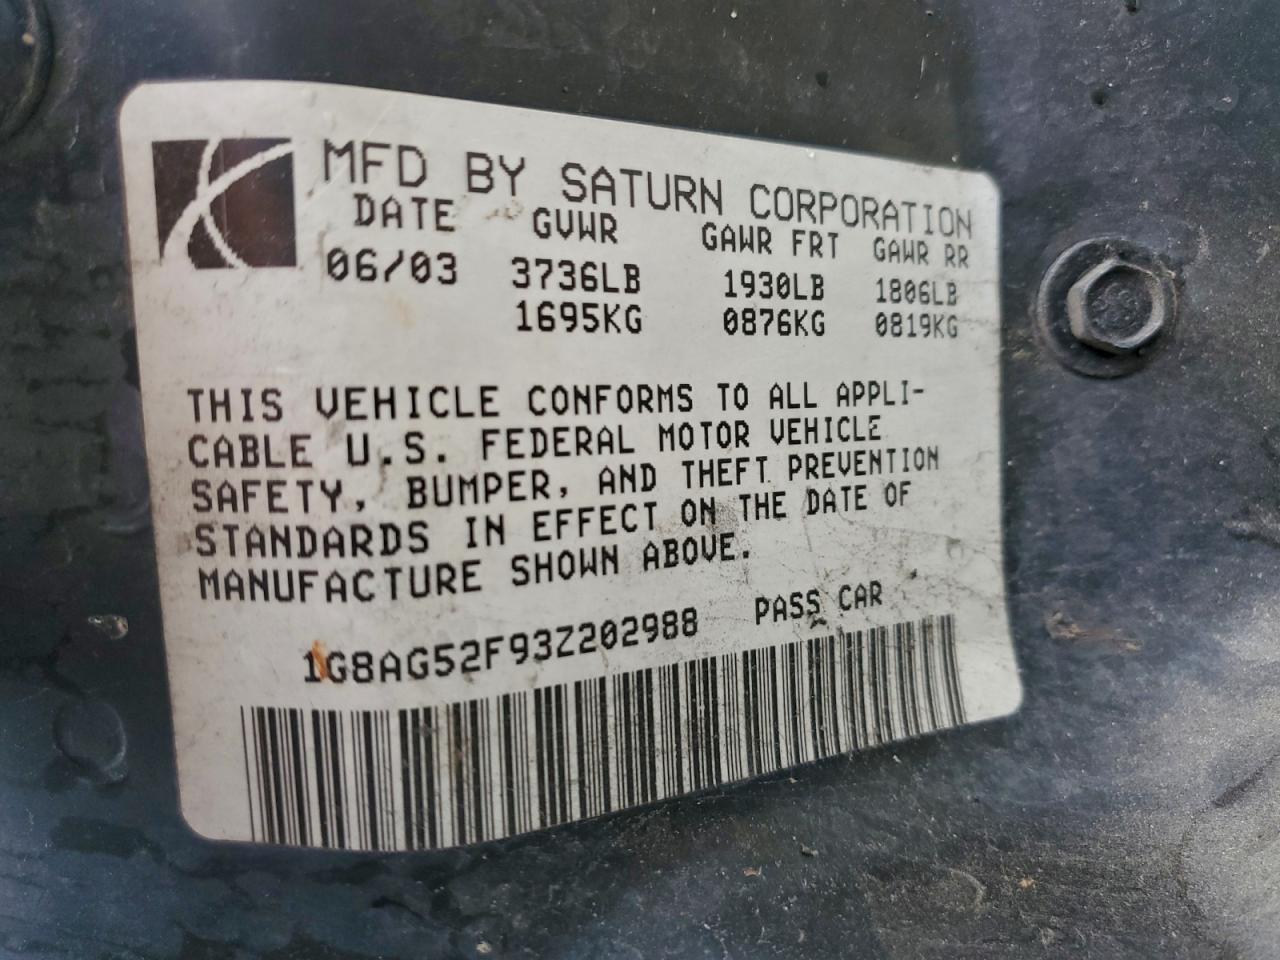 MFD BY SATURN CORPORATION
DATE GVWR GAWR FRT GAWR RR
06/03 3736LB 1930LB 1806LB
1695KG 0876KG 0819KG
THIS VEHICLE CONFORMS TO ALL APPLI-
CABLE U.S. FEDERAL MOTOR VEHICLE
SAFETY, BUMPER, AND THEFT PREVENTION
STANDARDS IN EFFECT ON THE DATE OF
MANUFACTURE SHOWN ABOVE.
1G8AG52F93Z202988 PASS CAR